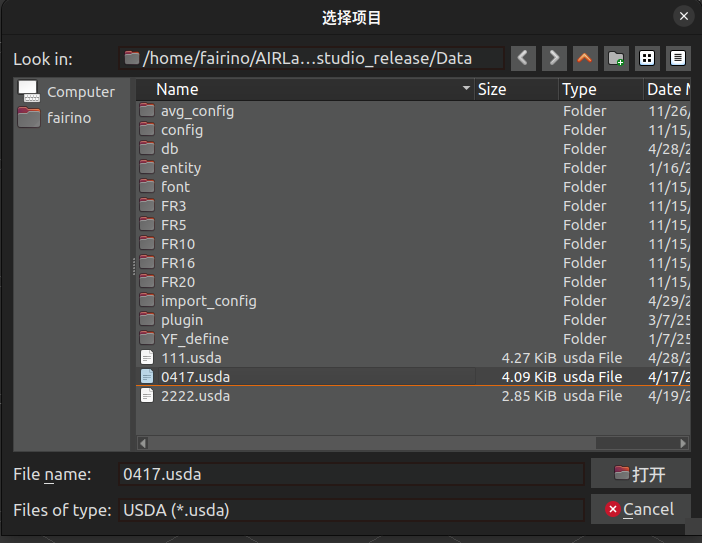 选择项目
Look in: /home/fairino/AIRLa...studio_release/Data
Computer
fairino
Name Size Type Date M
avg_config Folder 11/26/
config Folder 11/15/
db Folder 4/28/2
entity Folder 1/16/2
font Folder 11/15/
FR3 Folder 11/15/
FR5 Folder 11/15/
FR10 Folder 11/15/
FR16 Folder 11/15/
FR20 Folder 11/15/
import_config Folder 4/29/2
plugin Folder 3/7/25
YF_define Folder 1/7/25
111.usda 4.27 KiB usda File 4/28/2
0417.usda 4.09 KiB usda File 4/17/2
2222.usda 2.85 KiB usda File 4/19/2
File name: 0417.usda 打开
Files of type: USDA (*.usda) Cancel